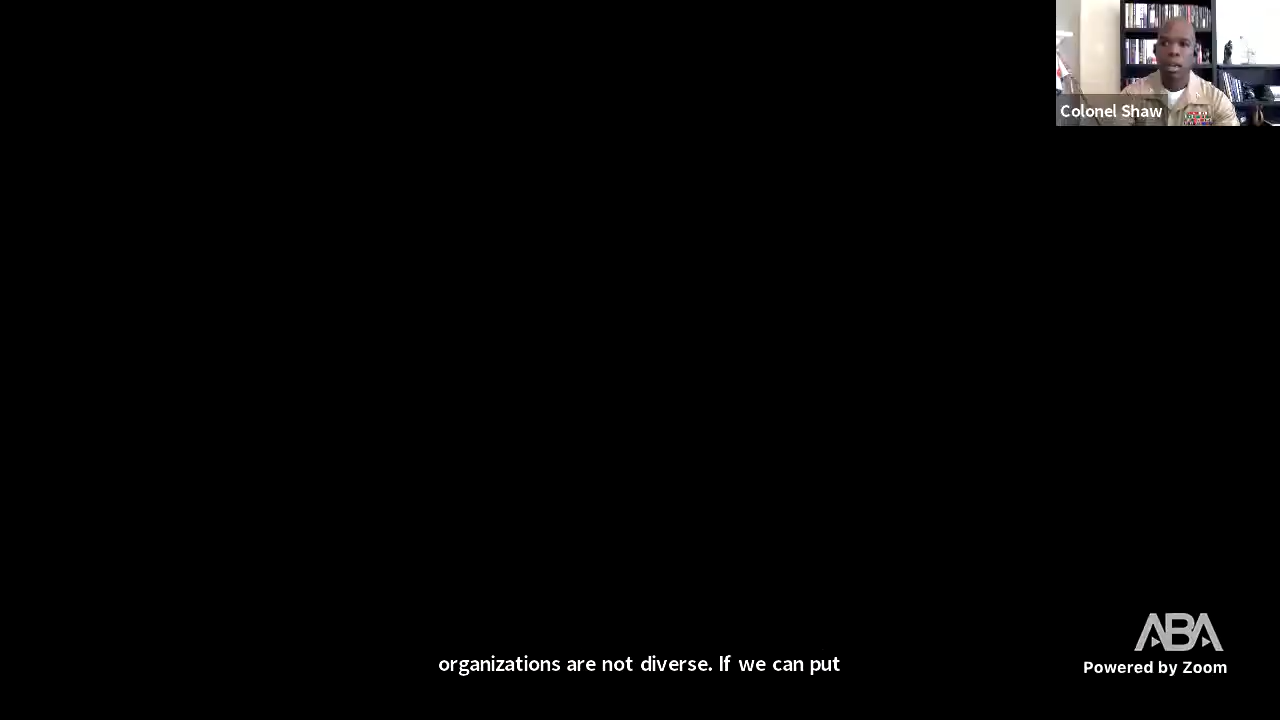 Colonel Shaw
ABA
organizations are not diverse. If we can put
Powered by Zoom